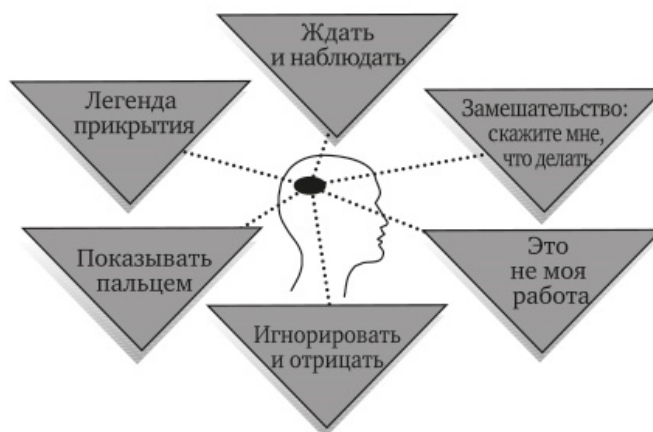 Ждать
и наблюдать
Легенда
прикрытия
Замешательство:
скажите мне,
что делать
Показывать
пальцем
Это
не моя
работа
Игнорировать
и отрицать